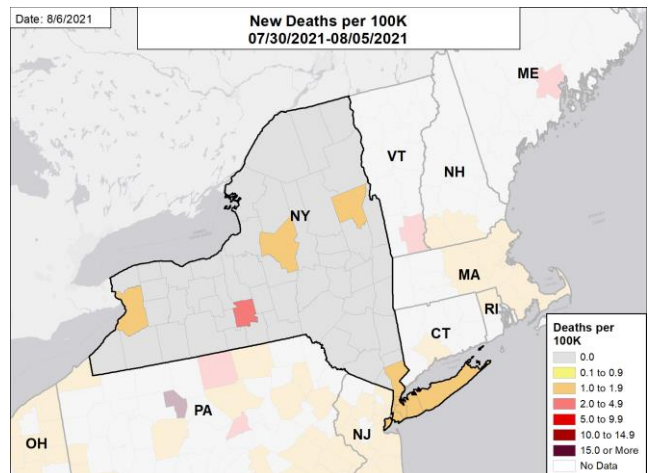 Date: 8/6/2021
New Deaths per 100K
07/30/2021-08/05/2021
ME
VT
NH
NY
MA
RI
CT
PA
NJ
OH
Deaths per
100K
0.0
0.1 to 0.9
1.0 to 1.9
2.0 to 4.9
5.0 to 9.9
10.0 to 14.9
15.0 or More
No Data